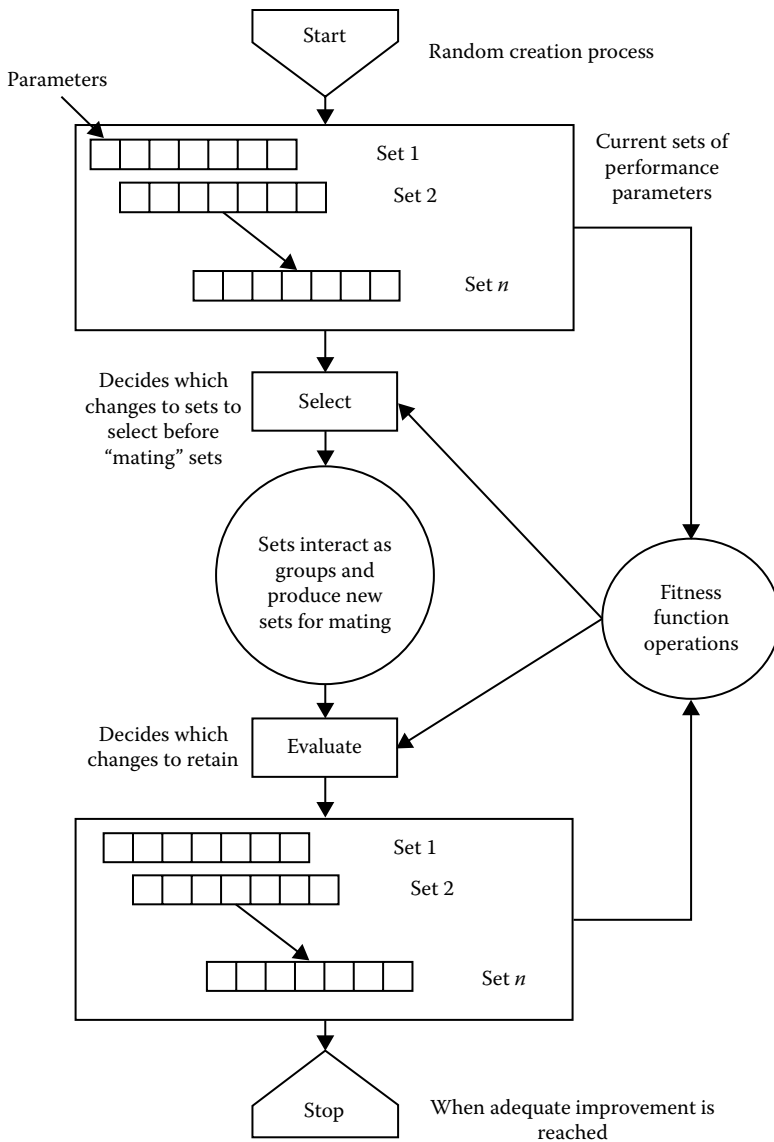 Start
Random creation process
Parameters
Set 1
Set 2
Set n
Current sets of
performance
parameters
Decides which
changes to sets to
select before
“mating” sets
Select
Sets interact as
groups and
produce new
sets for mating
Fitness
function
operations
Decides which
changes to retain
Evaluate
Set 1
Set 2
Set n
Stop
When adequate improvement is
reached